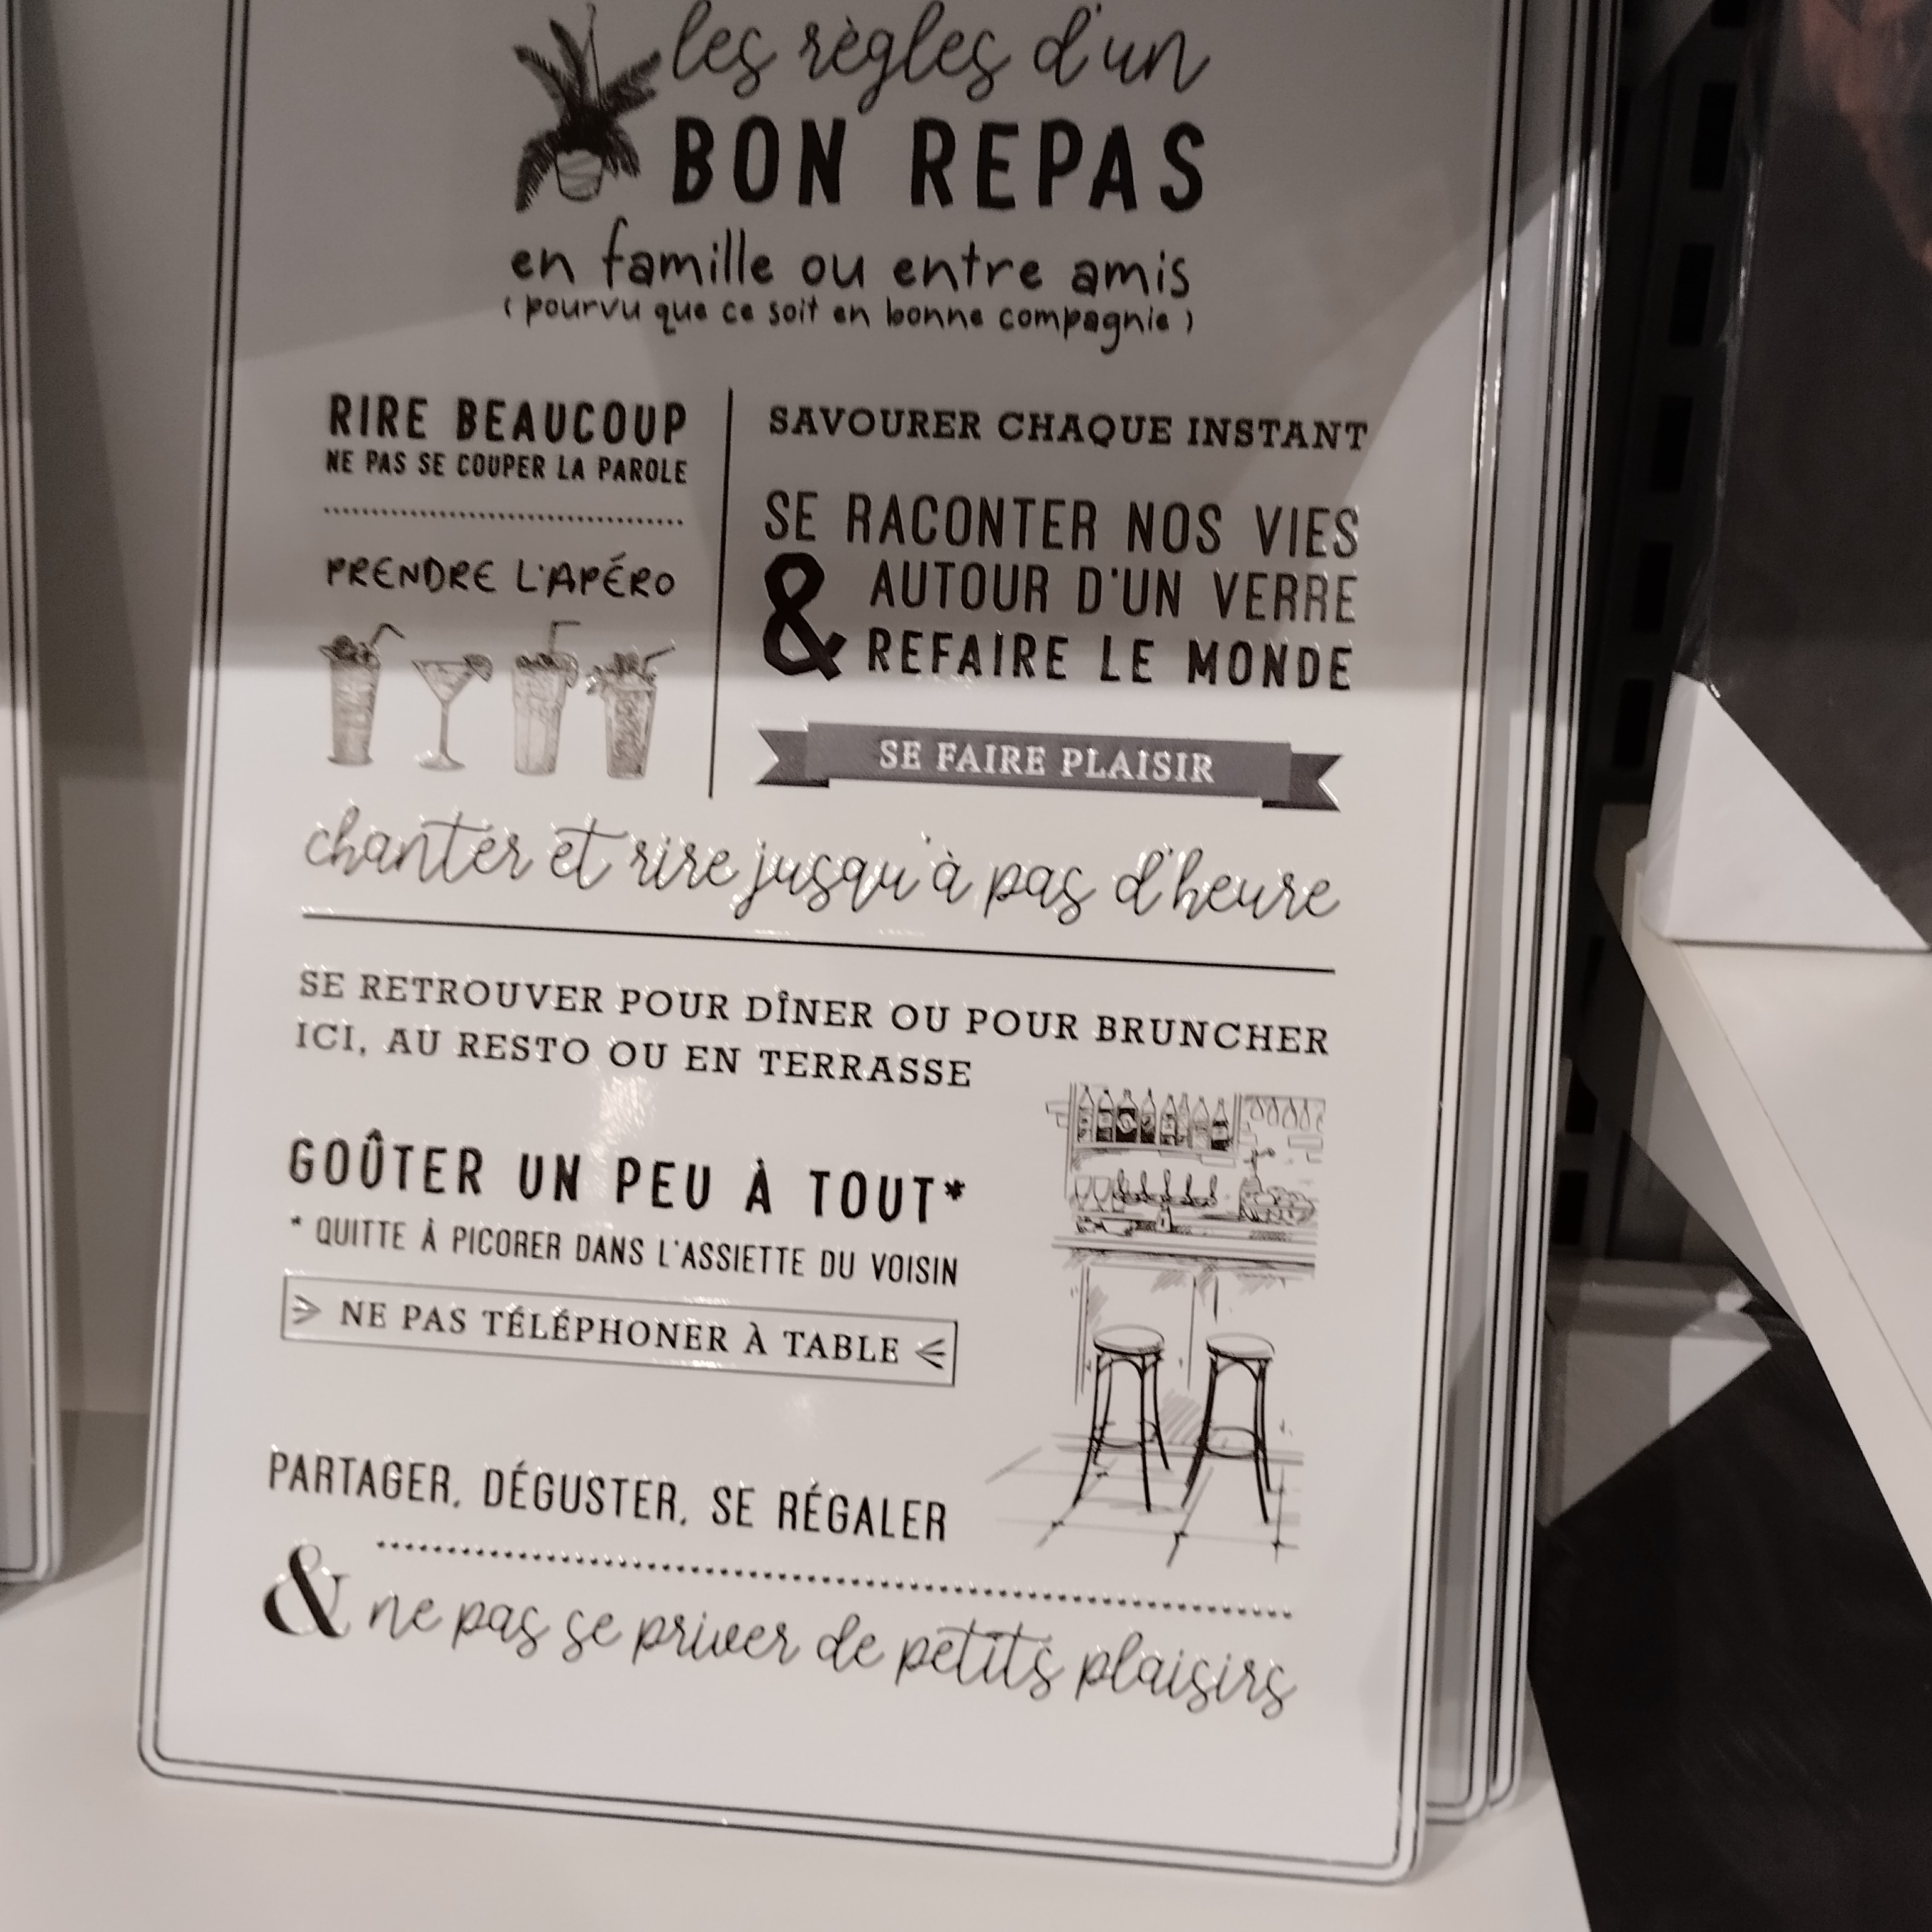 les règles d'un
BON REPAS
en famille ou entre amis
( pourvu que ce soit en bonne compagnie )
RIRE BEAUCOUP
NE PAS SE COUPER LA PAROLE
PRENDRE L'APÉRO
SAVOURER CHAQUE INSTANT
SE RACONTER NOS VIES
AUTOUR D'UN VERRE
& REFAIRE LE MONDE
SE FAIRE PLAISIR
chanter et rire jusqu'à pas d'heure
SE RETROUVER POUR DÎNER OU POUR BRUNCHER
ICI, AU RESTO OU EN TERRASSE
GOÛTER UN PEU À TOUT*
* QUITTE À PICORER DANS L'ASSIETTE DU VOISIN
NE PAS TÉLÉPHONER À TABLE
PARTAGER, DÉGUSTER, SE RÉGALER
& ne pas se priver de petits plaisirs